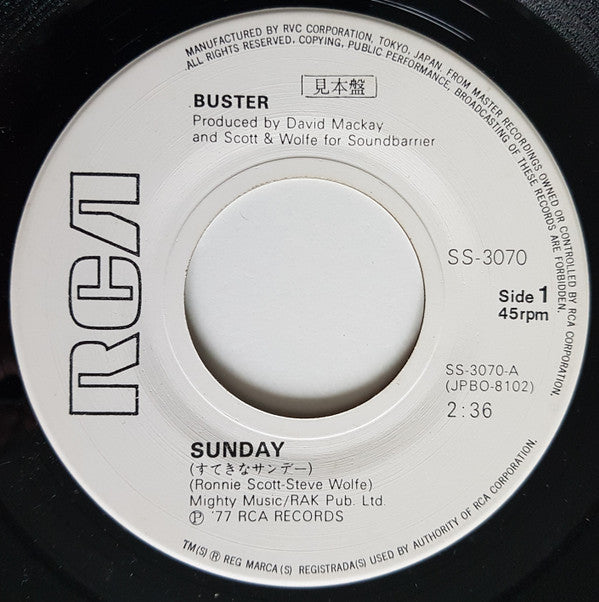 MANUFACTURED BY RVC CORPORATION, TOKYO, JAPAN, FROM MASTER RECORDINGS OWNED OR CONTROLLED BY RCA CORPORATION.
ALL RIGHTS RESERVED. COPYING, PUBLIC PERFORMANCE, BROADCASTING OF THESE RECORDS ARE FORBIDDEN.
見本盤
BUSTER
Produced by David Mackay
and Scott & Wolfe for Soundbarrier
RCA
SS-3070
Side 1
45rpm
SS-3070-A
(JPBO-8102)
2:36
SUNDAY
(すてきなサンデー)
(Ronnie Scott-Steve Wolfe)
Mighty Music/RAK Pub. Ltd.
Ⓟ '77 RCA RECORDS
TM(S) ® REG MARCA(S) REGISTRADA(S) USED BY AUTHORITY OF RCA CORPORATION.